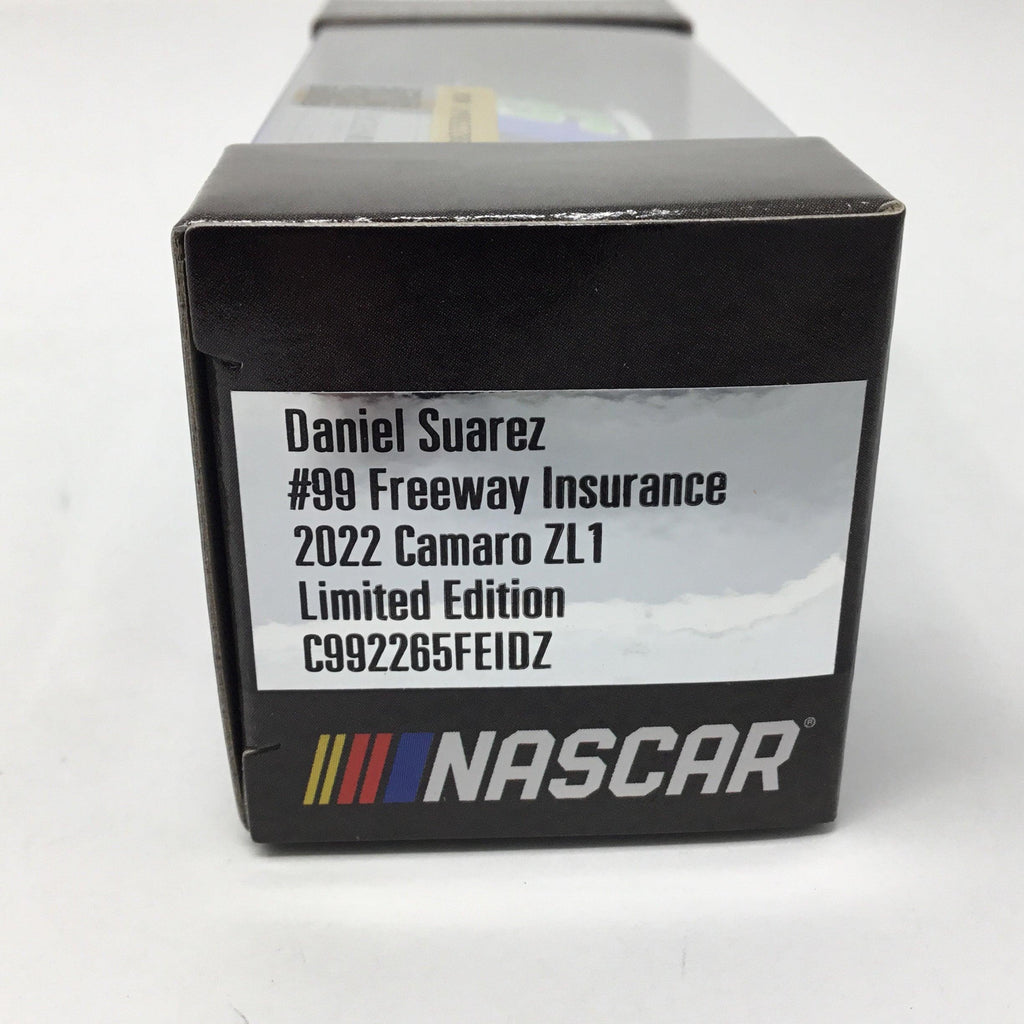 Daniel Suarez
#99 Freeway Insurance
2022 Camaro ZL1
Limited Edition
C992265FEIDZ
NASCAR®